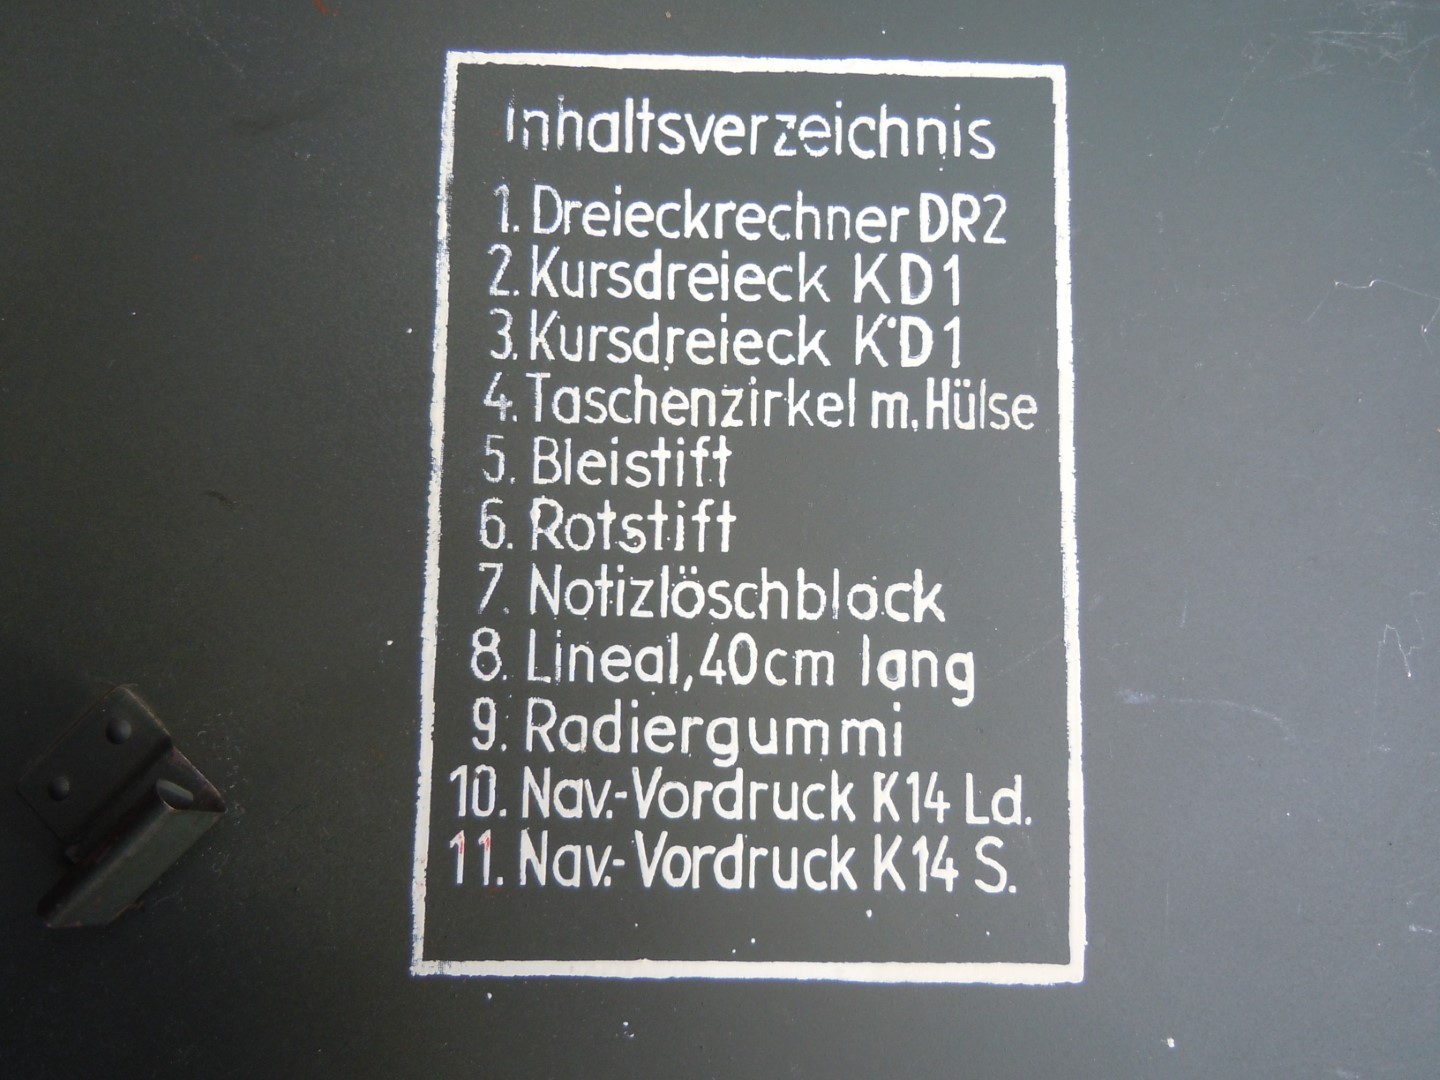 Inhaltsverzeichnis
1. Dreieckrechner DR2
2. Kursdreieck KD1
3. Kursdreieck KD1
4. Taschenzirkel m. Hülse
5. Bleistift
6. Rotstift
7. Notizlöschblock
8. Lineal, 40cm lang
9. Radiergummi
10. Nav.-Vordruck K14 Ld.
11. Nav.-Vordruck K14 S.